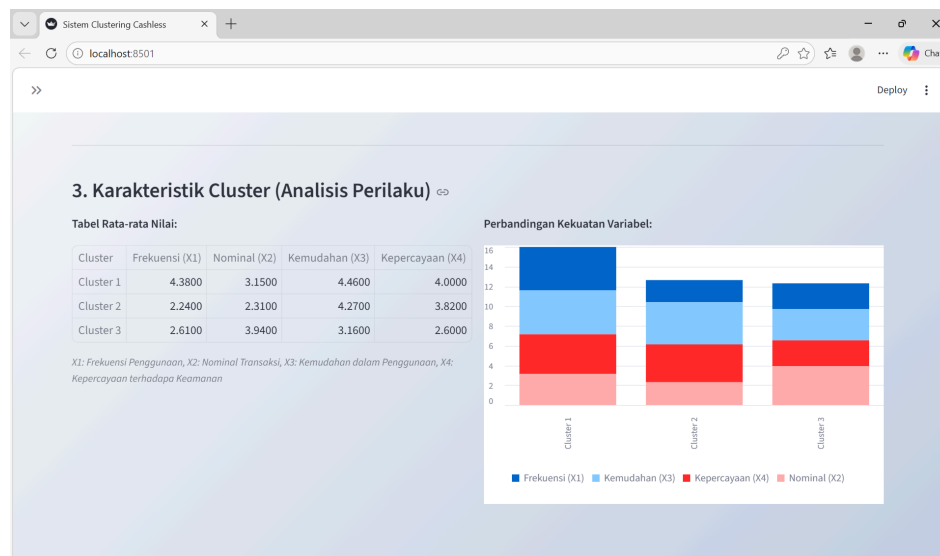 Sistem Clustering Cashless
localhost:8501
Cha
Deploy
3. Karakteristik Cluster (Analisis Perilaku)
Tabel Rata-rata Nilai:
Cluster Frekuensi (X1) Nominal (X2) Kemudahan (X3) Kepercayaan (X4)
Cluster 1 4.3800 3.1500 4.4600 4.0000
Cluster 2 2.2400 2.3100 4.2700 3.8200
Cluster 3 2.6100 3.9400 3.1600 2.6000
X1: Frekuensi Penggunaan, X2: Nominal Transaksi, X3: Kemudahan dalam Penggunaan, X4:
Kepercayaan terhadapa Keamanan
Perbandingan Kekuatan Variabel:
16
14
12
10
8
6
4
2
0
Cluster 1
Cluster 2
Cluster 3
Frekuensi (X1) Kemudahan (X3) Kepercayaan (X4) Nominal (X2)